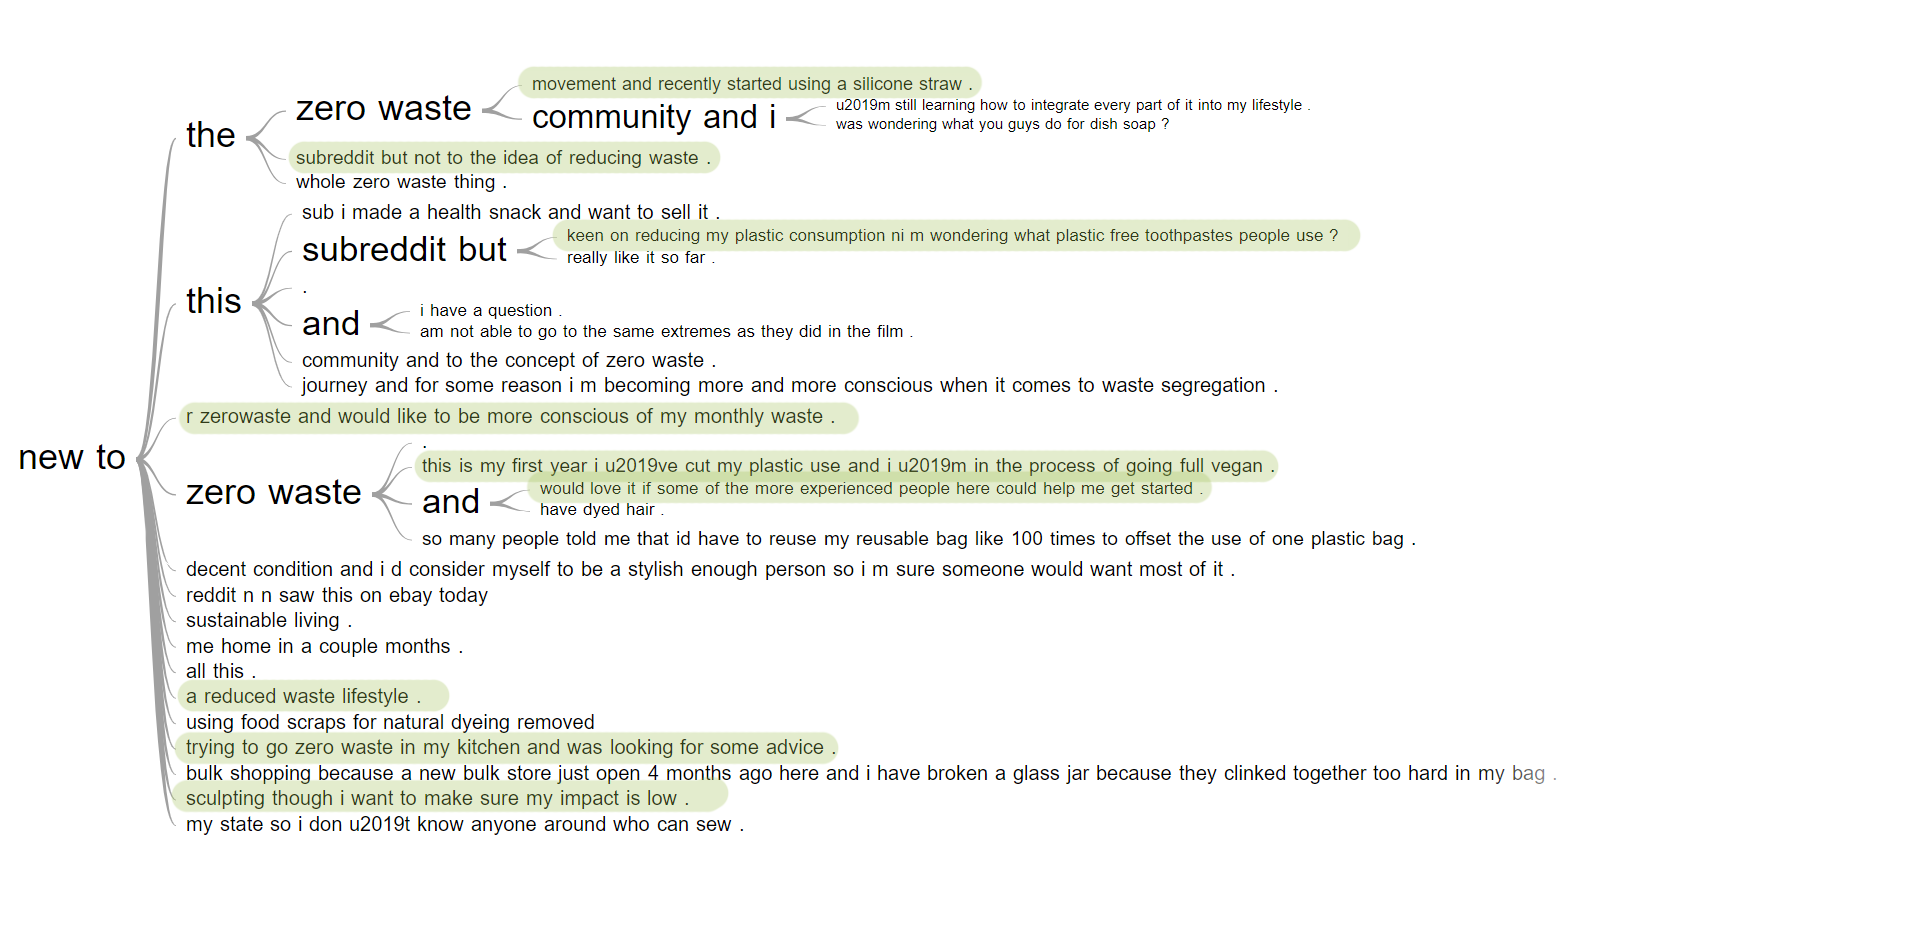 new to
the
zero waste
movement and recently started using a silicone straw .
community and i
u2019m still learning how to integrate every part of it into my lifestyle .
was wondering what you guys do for dish soap ?
subreddit but not to the idea of reducing waste .
whole zero waste thing .
this
sub i made a health snack and want to sell it .
subreddit but
keen on reducing my plastic consumption ni m wondering what plastic free toothpastes people use ?
really like it so far .
.
and
i have a question .
am not able to go to the same extremes as they did in the film .
community and to the concept of zero waste .
journey and for some reason i m becoming more and more conscious when it comes to waste segregation .
r zerowaste and would like to be more conscious of my monthly waste .
zero waste
.
this is my first year i u2019ve cut my plastic use and i u2019m in the process of going full vegan .
and
would love it if some of the more experienced people here could help me get started .
have dyed hair .
so many people told me that id have to reuse my reusable bag like 100 times to offset the use of one plastic bag .
decent condition and i d consider myself to be a stylish enough person so i m sure someone would want most of it .
reddit n n saw this on ebay today
sustainable living .
me home in a couple months .
all this .
a reduced waste lifestyle .
using food scraps for natural dyeing removed
trying to go zero waste in my kitchen and was looking for some advice .
bulk shopping because a new bulk store just open 4 months ago here and i have broken a glass jar because they clinked together too hard in my bag .
sculpting though i want to make sure my impact is low .
my state so i don u2019t know anyone around who can sew .